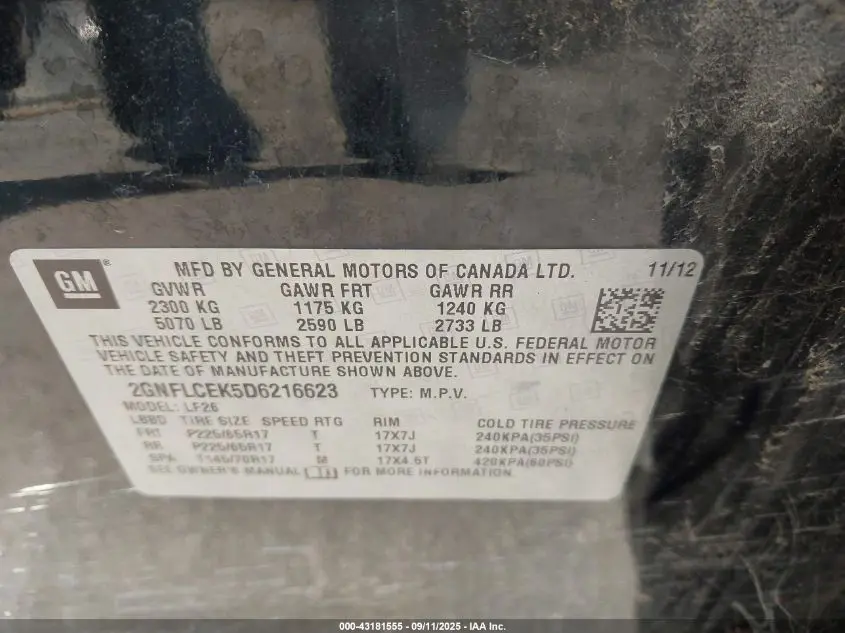 GM
MFD BY GENERAL MOTORS OF CANADA LTD. 11/12
GVWR GAWR FRT GAWR RR
2300 KG 1175 KG 1240 KG
5070 LB 2590 LB 2733 LB
THIS VEHICLE CONFORMS TO ALL APPLICABLE U.S. FEDERAL MOTOR
VEHICLE SAFETY AND THEFT PREVENTION STANDARDS IN EFFECT ON
THE DATE OF MANUFACTURE SHOWN ABOVE.
2GNFLCEK5D6216623 TYPE: M.P.V.
MODEL: LF26
TIRE SIZE SPEED RTG RIM COLD TIRE PRESSURE
FRT P225/65R17 T 17X7J 240KPA(35PSI)
RR P225/65R17 T 17X7J 240KPA(35PSI)
SPA T145/70R17 M 17X4.5T 420KPA(60PSI)
SEE OWNER'S MANUAL FOR MORE INFORMATION.
000-43181555 - 09/11/2025 - IAA Inc.